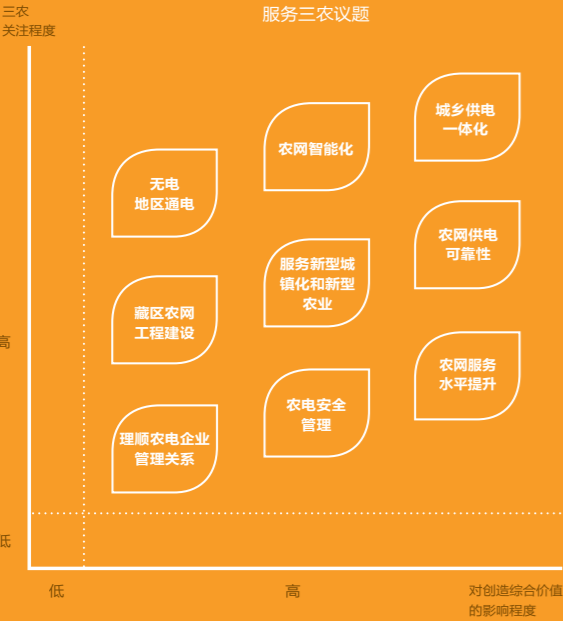 三农
关注程度
服务三农议题
城乡供电
一体化
农网智能化
无电
地区通电
农网供电
可靠性
服务新型城
镇化和新型
农业
藏区农网
工程建设
高
农网服务
水平提升
农电安全
管理
理顺农电企业
管理关系
低
低
高
对创造综合价值
的影响程度